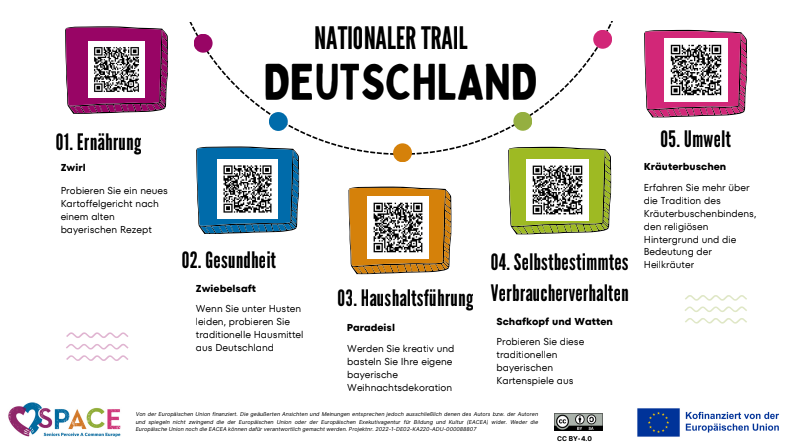 NATIONALER TRAIL
DEUTSCHLAND
01. Ernährung
Zwirl
Probieren Sie ein neues
Kartoffelgericht nach
einem alten
bayerischen Rezept
02. Gesundheit
Zwiebelsaft
Wenn Sie unter Husten
leiden, probieren Sie
traditionelle Hausmittel
aus Deutschland
03. Haushaltsführung
Paradeisl
Werden Sie kreativ und
basteln Sie Ihre eigene
bayerische
Weihnachtsdekoration
04. Selbstbestimmtes
Verbraucherverhalten
Schafkopf und Watten
Probieren Sie diese
traditionellen
bayerischen
Kartenspiele aus
05. Umwelt
Kräuterbuschen
Erfahren Sie mehr über
die Tradition des
Kräuterbuschenbindens,
den religiösen
Hintergrund und die
Bedeutung der
Heilkräuter
SPACE
Seniors Perceive A Common Europe
Von der Europäischen Union finanziert. Die geäußerten Ansichten und Meinungen entsprechen jedoch ausschließlich denen des Autors bzw. der Autoren
und spiegeln nicht zwingend die der Europäischen Union oder der Europäischen Exekutivagentur für Bildung und Kultur (EACEA) wider. Weder die
Europäische Union noch die EACEA können dafür verantwortlich gemacht werden. Projektnr. 2022-1-DE02-KA220-ADU-000088807
cc
BY SA
CC BY-4.0
Kofinanziert von der
Europäischen Union